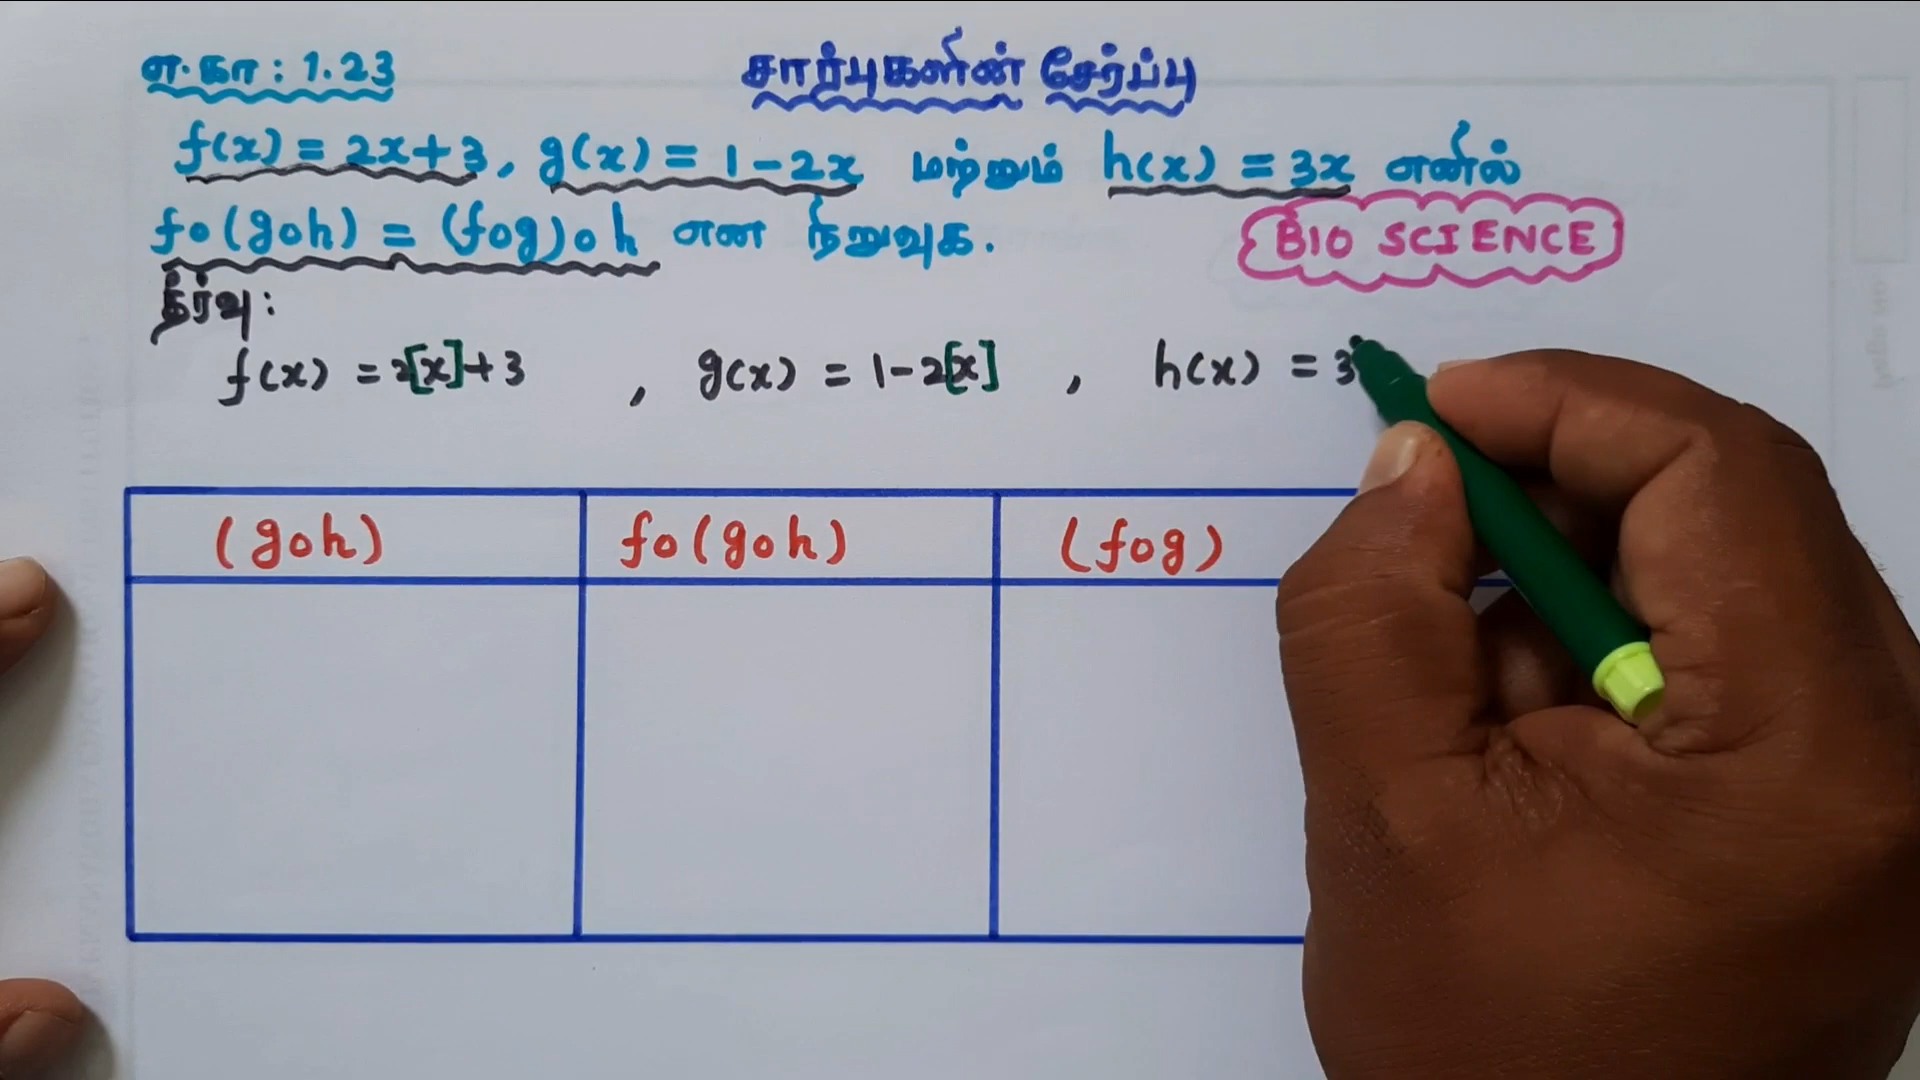 எ.கா : 1.23
சார்புகளின் சேர்ப்பு
f(x) = 2x+3, g(x) = 1-2x மற்றும் h(x) = 3x எனில்
fo(goh) = (fog)oh என நிறுவுக.
BIO SCIENCE
தீர்வு:
f(x) = 2[x]+3 , g(x) = 1-2[x] , h(x) = 3
(goh) fo(goh) (fog)